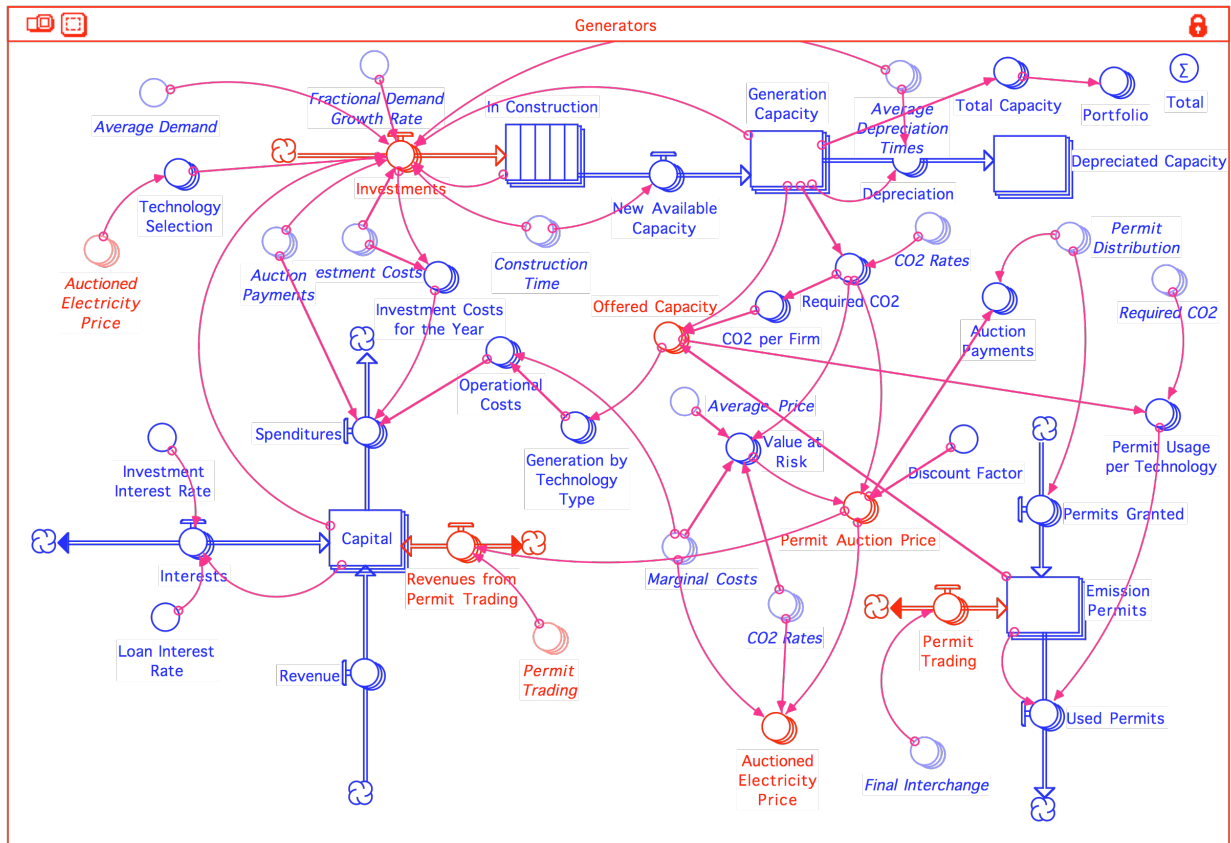 Generators
Average Demand
Fractional Demand
Growth Rate
In Construction
Generation
Capacity
Average
Depreciation
Times
Total Capacity
Portfolio
Σ
Total
Technology
Selection
Investments
New Available
Capacity
Depreciation
Depreciated Capacity
Auctioned
Electricity
Price
Auction
Payments
estment Costs
Investment Costs
for the Year
Construction
Time
CO2 Rates
Permit
Distribution
Offered Capacity
Required CO2
CO2 per Firm
Auction
Payments
Required CO2
Operational
Costs
Average Price
Spenditures
Generation by
Technology
Type
Value at
Risk
Discount Factor
Permit Usage
per Technology
Investment
Interest Rate
Permits Granted
Capital
Permit Auction Price
Interests
Revenues from
Permit Trading
Marginal Costs
Emission
Permits
Loan Interest
Rate
CO2 Rates
Permit
Trading
Revenue
Permit
Trading
Used Permits
Auctioned
Electricity
Price
Final Interchange